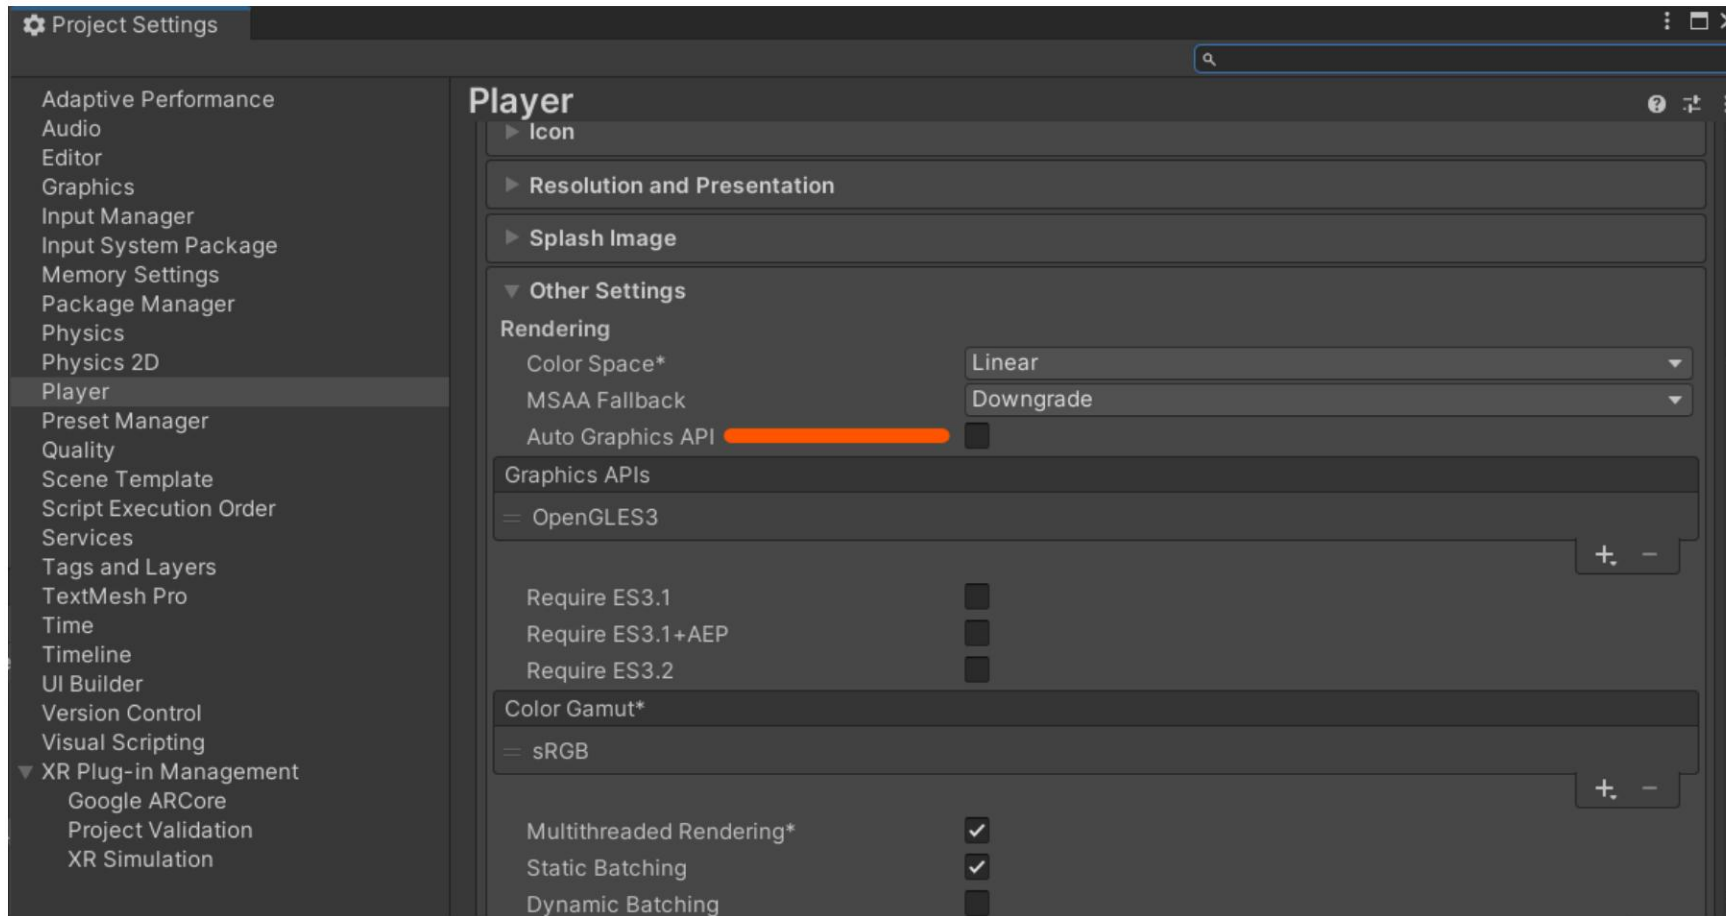 Project Settings
Adaptive Performance
Audio
Editor
Graphics
Input Manager
Input System Package
Memory Settings
Package Manager
Physics
Physics 2D
Player
Preset Manager
Quality
Scene Template
Script Execution Order
Services
Tags and Layers
TextMesh Pro
Time
Timeline
UI Builder
Version Control
Visual Scripting
XR Plug-in Management
Google ARCore
Project Validation
XR Simulation
Player
Icon
Resolution and Presentation
Splash Image
Other Settings
Rendering
Color Space* Linear
MSAA Fallback Downgrade
Auto Graphics API
Graphics APIs
OpenGLES3
Require ES3.1
Require ES3.1+AEP
Require ES3.2
Color Gamut*
sRGB
Multithreaded Rendering*
Static Batching
Dynamic Batching